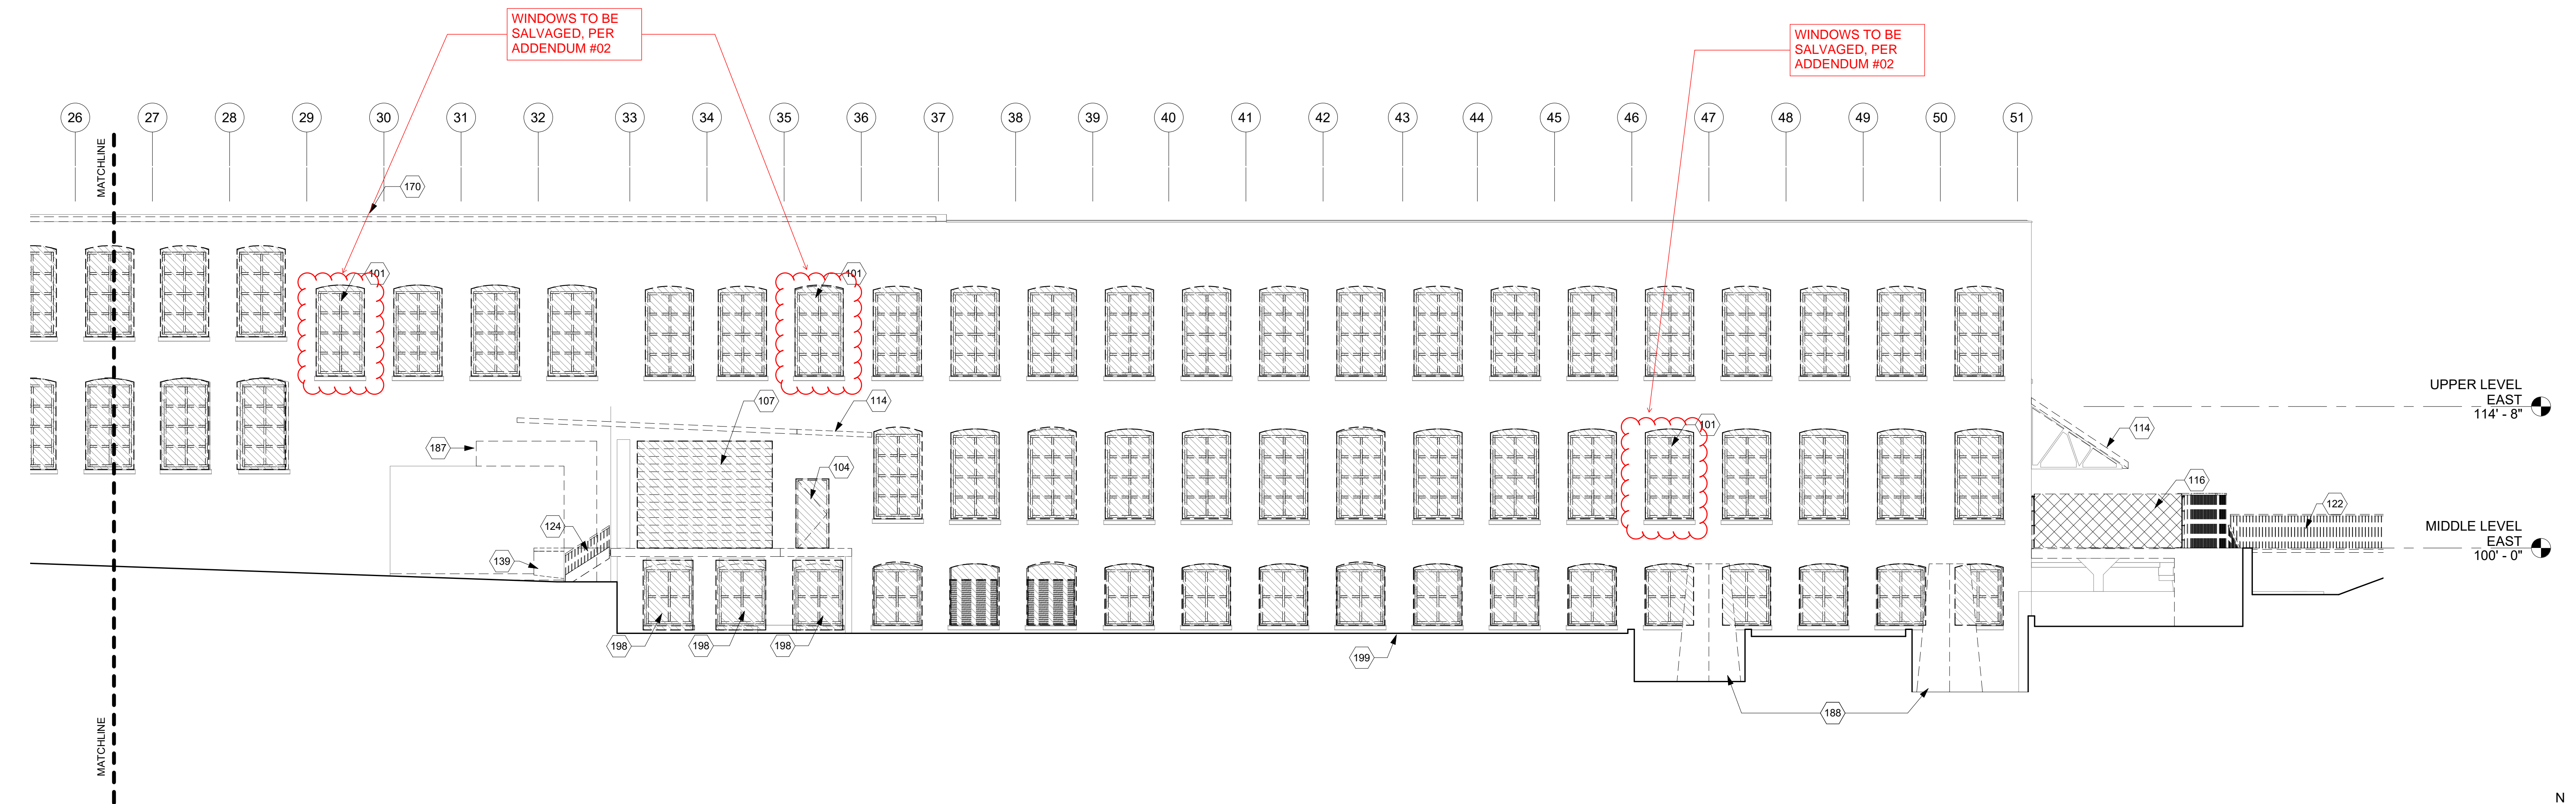 WINDOWS TO BE
SALVAGED, PER
ADDENDUM #02
WINDOWS TO BE
SALVAGED, PER
ADDENDUM #02
26 27 28 29 30 31 32 33 34 35 36 37 38 39 40 41 42 43 44 45 46 47 48 49 50 51
MATCHLINE
170
101
101
UPPER LEVEL
EAST
114' - 8"
107
114
101
114
187
104
116
124
122
MIDDLE LEVEL
EAST
100' - 0"
139
198
198
198
199
188
MATCHLINE
N